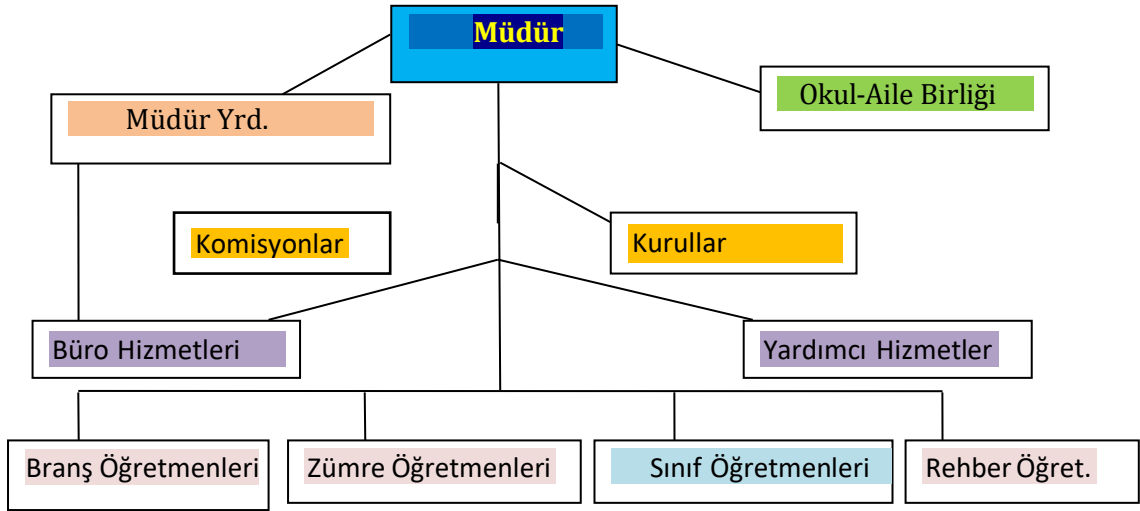 Müdür
Okul-Aile Birliği
Müdür Yrd.
Komisyonlar
Kurullar
Büro Hizmetleri
Yardımcı Hizmetler
Branş Öğretmenleri
Zümre Öğretmenleri
Sınıf Öğretmenleri
Rehber Öğret.